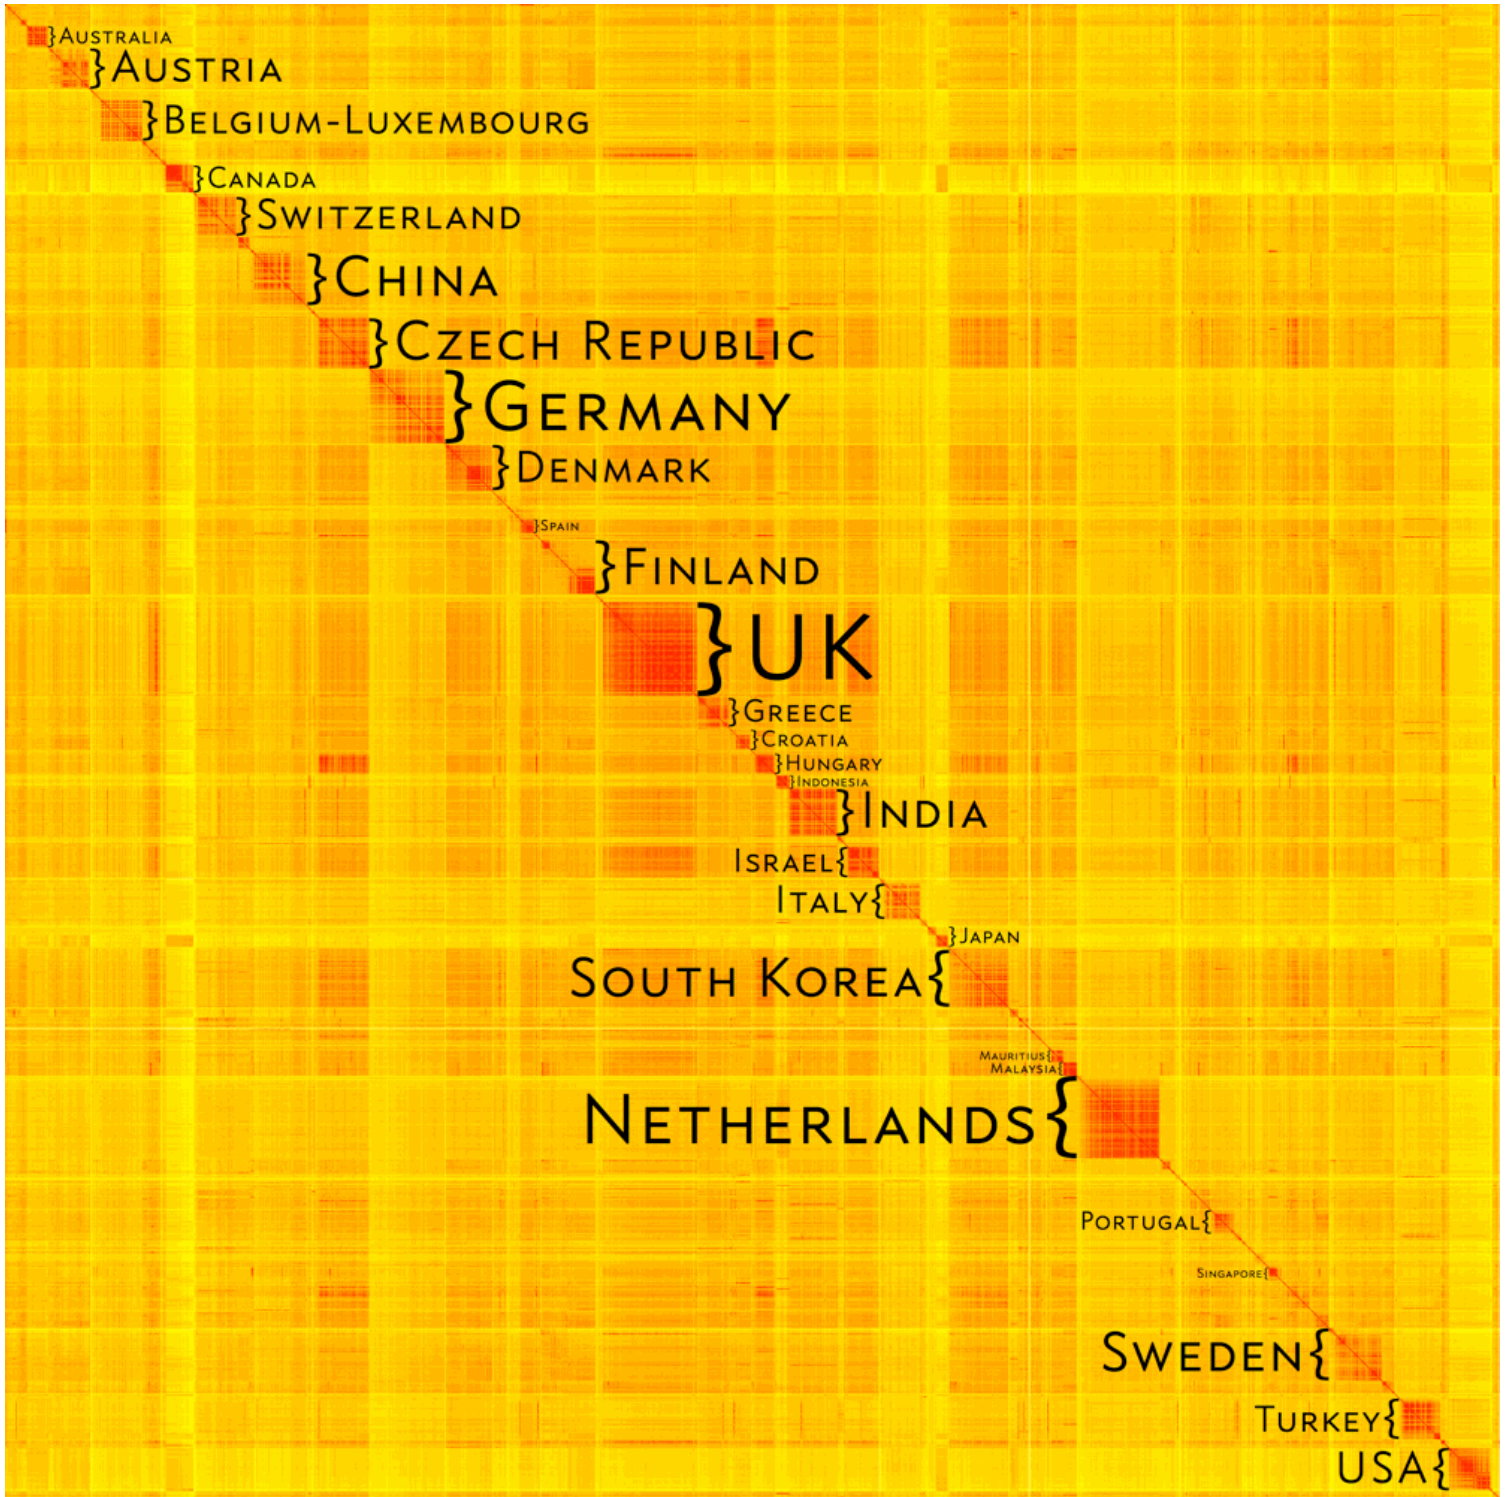 }Australia
}Austria
}Belgium-Luxembourg
}Canada
}Switzerland
}China
}Czech Republic
}Germany
}Denmark
}Spain
}Finland
}UK
}Greece
}Croatia
}Hungary
}Indonesia
}India
Israel{
Italy{
}Japan
South Korea{
Mauritius{
Malaysia{
Netherlands{
Portugal{
Singapore{
Sweden{
Turkey{
USA{